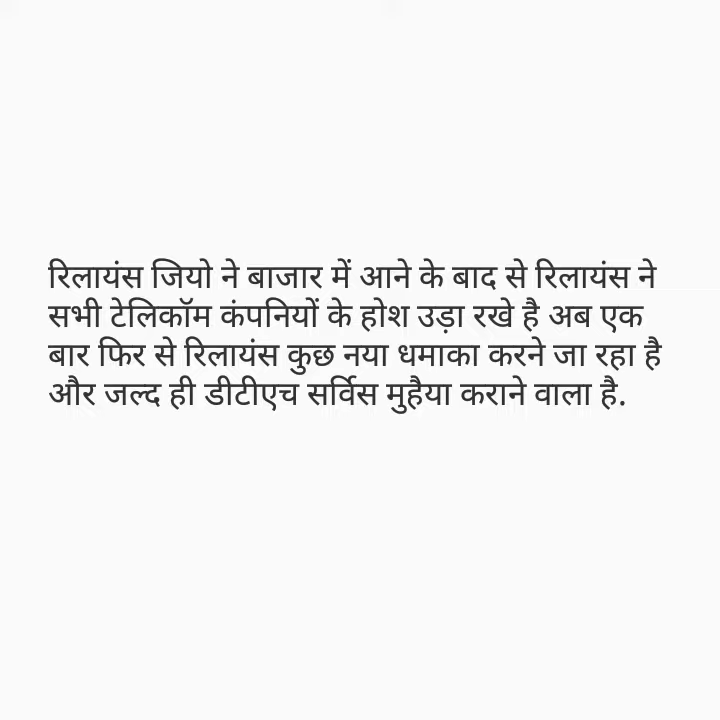 रिलायंस जियो ने बाजार में आने के बाद से रिलायंस ने
सभी टेलिकॉम कंपनियों के होश उड़ा रखे है अब एक
बार फिर से रिलायंस कुछ नया धमाका करने जा रहा है
और जल्द ही डीटीएच सर्विस मुहैया कराने वाला है.